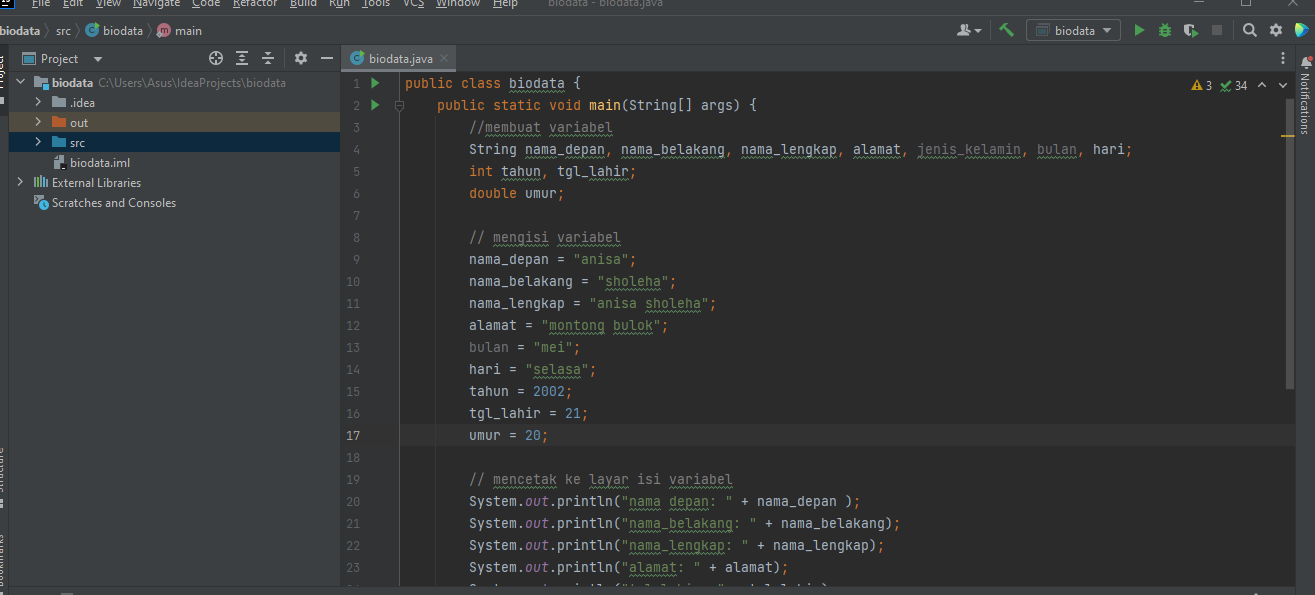 File Edit View Navigate Code Refactor Build Run Tools VCS Window Help biodata - biodata.java
biodata src biodata main
biodata
Project
biodata.java
biodata C:\Users\Asus\IdeaProjects\biodata
.idea
out
src
biodata.iml
External Libraries
Scratches and Consoles
3 34
Notifications
1 public class biodata {
2 public static void main(String[] args) {
3 //membuat variabel
4 String nama_depan, nama_belakang, nama_lengkap, alamat, jenis_kelamin, bulan, hari;
5 int tahun, tgl_lahir;
6 double umur;
7
8 // mengisi variabel
9 nama_depan = "anisa";
10 nama_belakang = "sholeha";
11 nama_lengkap = "anisa sholeha";
12 alamat = "montong bulok";
13 bulan = "mei";
14 hari = "selasa";
15 tahun = 2002;
16 tgl_lahir = 21;
17 umur = 20;
18
19 // mencetak ke layar isi variabel
20 System.out.println("nama depan: " + nama_depan );
21 System.out.println("nama_belakang: " + nama_belakang);
22 System.out.println("nama_lengkap: " + nama_lengkap);
23 System.out.println("alamat: " + alamat);